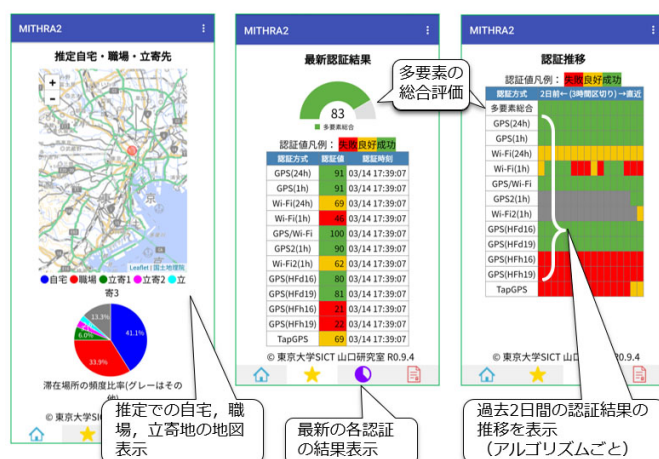 MITHRA2
推定自宅・職場・立寄先
+
-
Leaflet | 国土地理院
●自宅 ●職場 ●立寄1 ●立寄2 ●立
寄3
13.3%
6.0%
41.1%
33.9%
滞在場所の頻度比率(グレーはその
他)
© 東京大学SIC
推定での自宅，職
場，立寄地の地図
表示
MITHRA2
最新認証結果
83
多要素総合
認証値凡例： 失敗良好成功
認証方式 認証値 認証時刻
GPS(24h) 91 03/14 17:39:07
GPS(1h) 91 03/14 17:39:07
Wi-Fi(24h) 69 03/14 17:39:07
Wi-Fi(1h) 46 03/14 17:39:07
GPS/Wi-Fi 100 03/14 17:39:07
GPS2(1h) 90 03/14 17:39:07
Wi-Fi2(1h) 62 03/14 17:39:07
GPS(HFd16) 80 03/14 17:39:07
GPS(HFd19) 81 03/14 17:39:07
GPS(HFh16) 21 03/14 17:39:07
GPS(HFh19) 22 03/14 17:39:07
TapGPS 69 03/14 17:39:07
© 東京大学SICT 山口研究室 R0.9.4
最新の各認証
の結果表示
多要素の
総合評価
MITHRA2
認証推移
認証値凡例： 失敗良好成功
認証方式 2日前← (3時間区切り) →直近
多要素総合
GPS(24h)
GPS(1h)
Wi-Fi(24h)
Wi-Fi(1h)
GPS/Wi-Fi
GPS2(1h)
Wi-Fi2(1h)
GPS(HFd16)
GPS(HFd19)
GPS(HFh16)
GPS(HFh19)
TapGPS
© 東京大学SICT 山口 R0.9.4
過去2日間の認証結果の
推移を表示
（アルゴリズムごと）